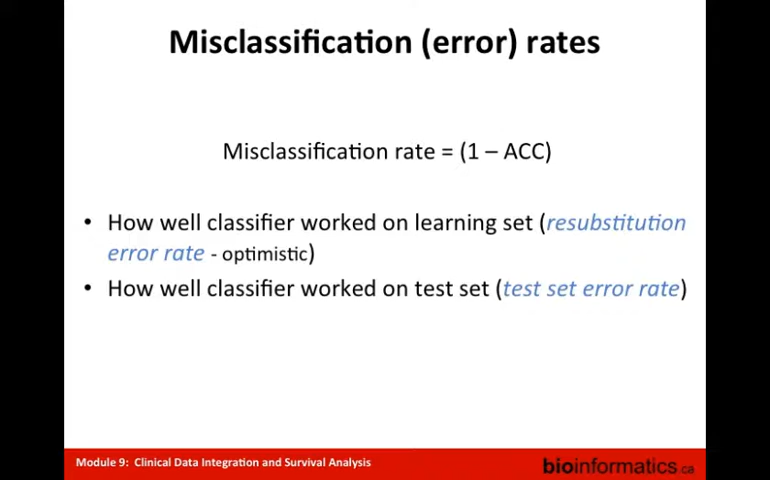 Misclassification (error) rates
Misclassification rate = (1 – ACC)
• How well classifier worked on learning set (resubstitution
error rate - optimistic)
• How well classifier worked on test set (test set error rate)
Module 9: Clinical Data Integration and Survival Analysis
bioinformatics.ca